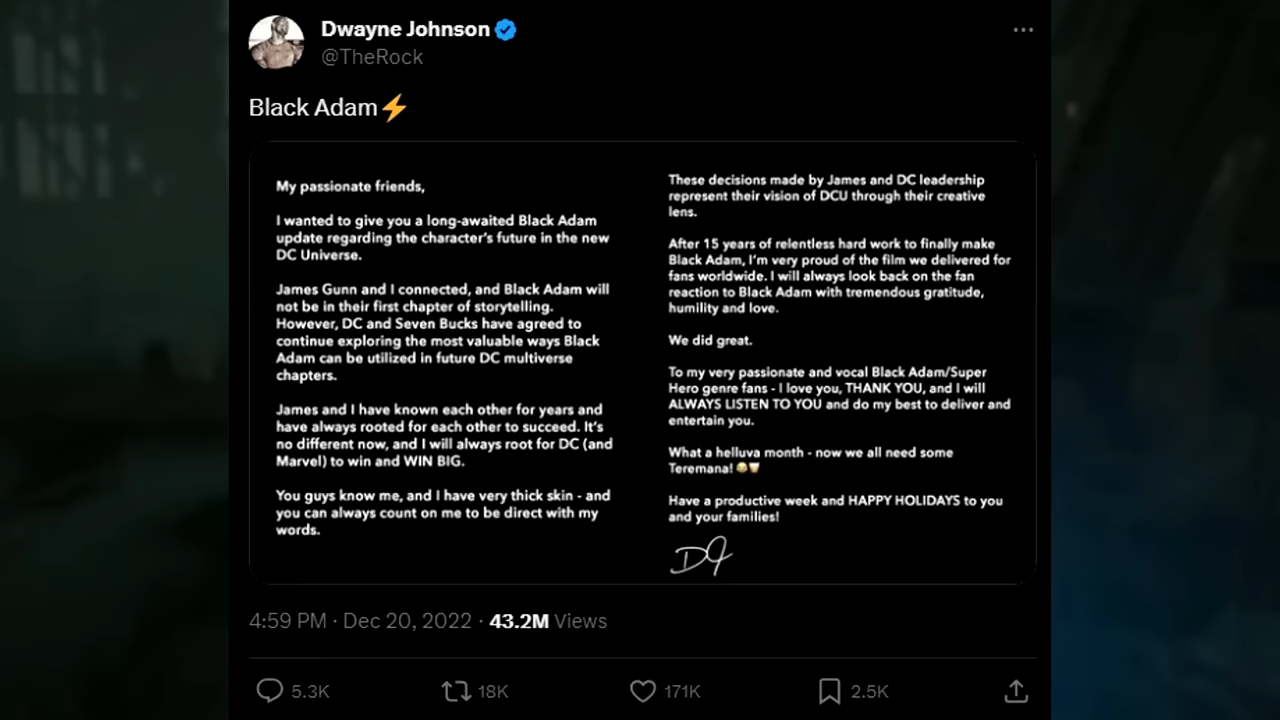 Dwayne Johnson
@TheRock
Black Adam⚡
My passionate friends,
I wanted to give you a long-awaited Black Adam
update regarding the character's future in the new
DC Universe.
James Gunn and I connected, and Black Adam will
not be in their first chapter of storytelling.
However, DC and Seven Bucks have agreed to
continue exploring the most valuable ways Black
Adam can be utilized in future DC multiverse
chapters.
James and I have known each other for years and
have always rooted for each other to succeed. It's
no different now, and I will always root for DC (and
Marvel) to win and WIN BIG.
You guys know me, and I have very thick skin - and
you can always count on me to be direct with my
words.
These decisions made by James and DC leadership
represent their vision of DCU through their creative
lens.
After 15 years of relentless hard work to finally make
Black Adam, I'm very proud of the film we delivered for
fans worldwide. I will always look back on the fan
reaction to Black Adam with tremendous gratitude,
humility and love.
We did great.
To my very passionate and vocal Black Adam/Super
Hero genre fans - I love you, THANK YOU, and I will
ALWAYS LISTEN TO YOU and do my best to deliver and
entertain you.
What a helluva month - now we all need some
Teremana! 😂🥃
Have a productive week and HAPPY HOLIDAYS to you
and your families!
DJ
4:59 PM · Dec 20, 2022 · 43.2M Views
5.3K 18K 171K 2.5K